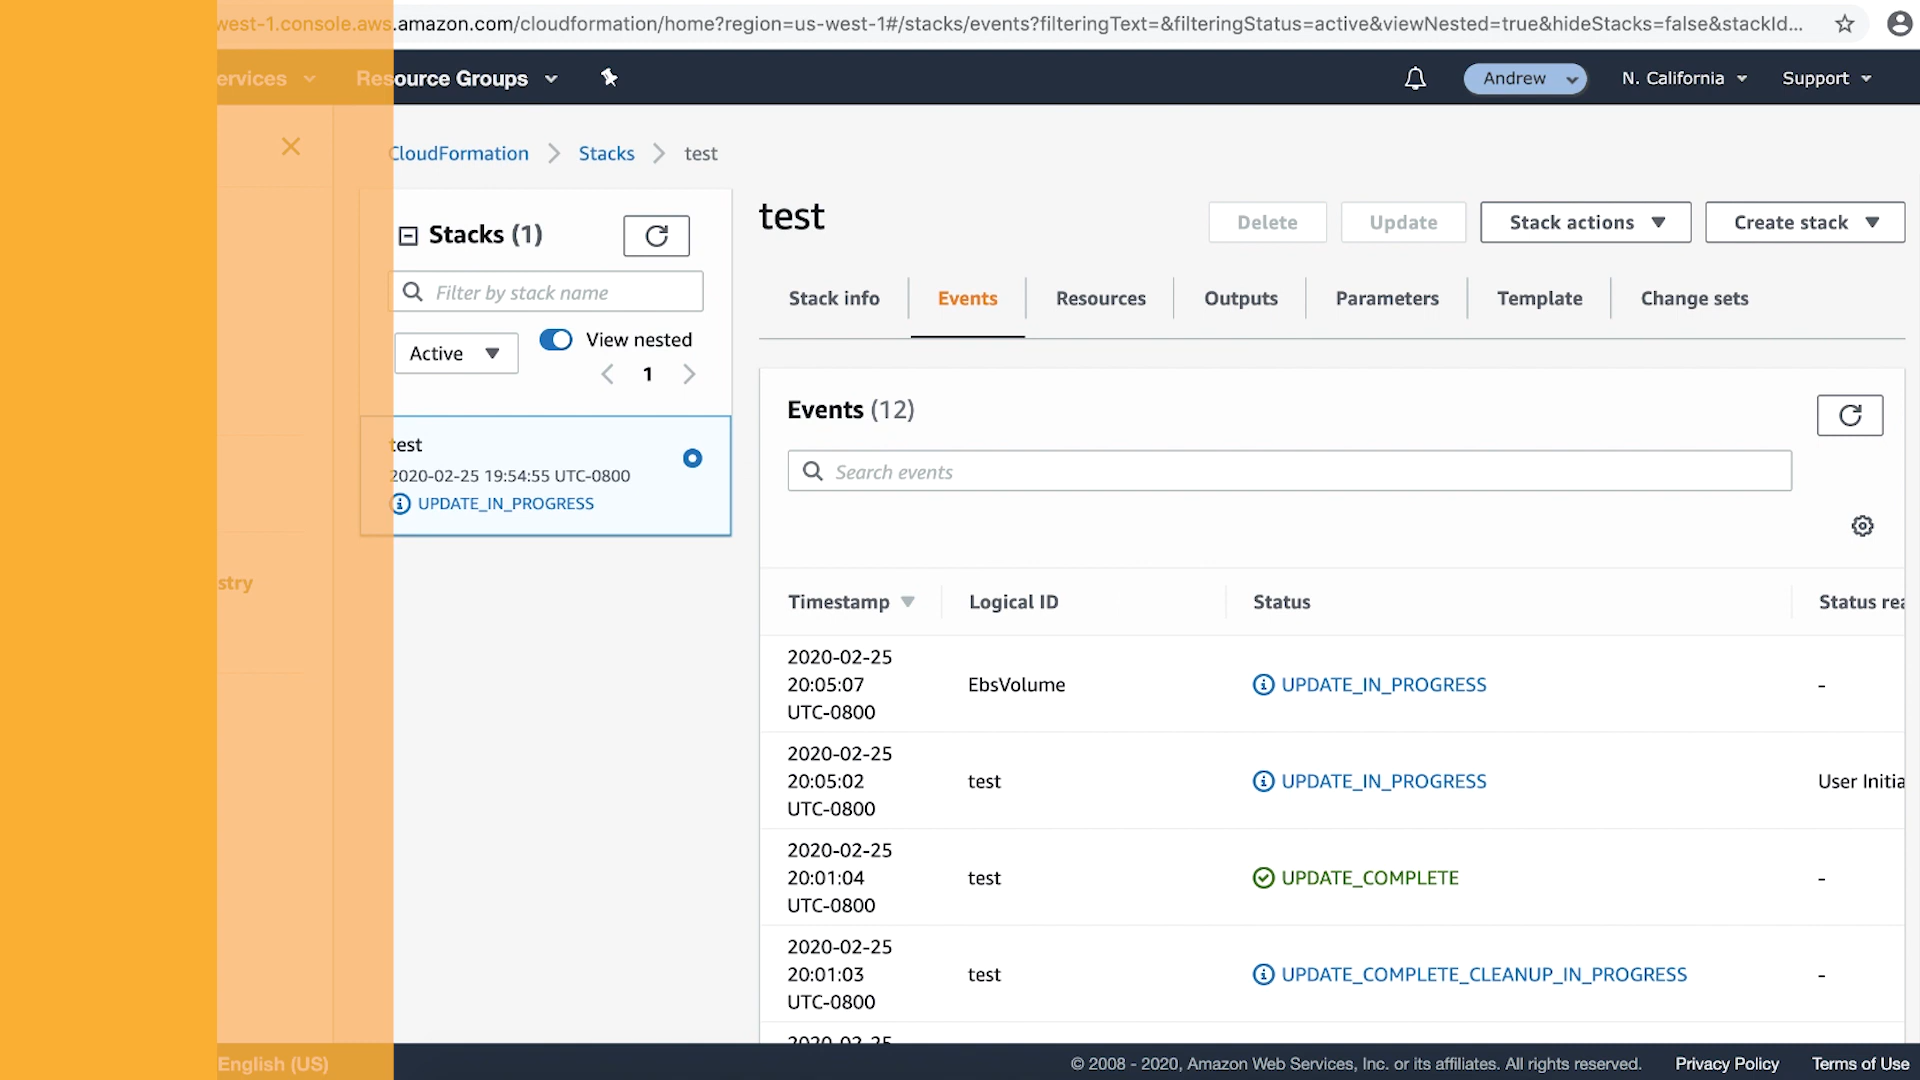 west-1.console.aws.amazon.com/cloudformation/home?region=us-west-1#/stacks/events?filteringText=&filteringStatus=active&viewNested=true&hideStacks=false&stackId...
ervices Resource Groups Andrew N. California Support
CloudFormation Stacks test
Stacks (1)
Filter by stack name
Active View nested
1
test
2020-02-25 19:54:55 UTC-0800
UPDATE_IN_PROGRESS
stry
test
Delete Update Stack actions Create stack
Stack info Events Resources Outputs Parameters Template Change sets
Events (12)
Search events
Timestamp Logical ID Status Status rea
2020-02-25
20:05:07 EbsVolume UPDATE_IN_PROGRESS -
UTC-0800
2020-02-25
20:05:02 test UPDATE_IN_PROGRESS User Initia
UTC-0800
2020-02-25
20:01:04 test UPDATE_COMPLETE -
UTC-0800
2020-02-25
20:01:03 test UPDATE_COMPLETE_CLEANUP_IN_PROGRESS -
UTC-0800
2020-02-25
English (US) © 2008 - 2020, Amazon Web Services, Inc. or its affiliates. All rights reserved. Privacy Policy Terms of Use